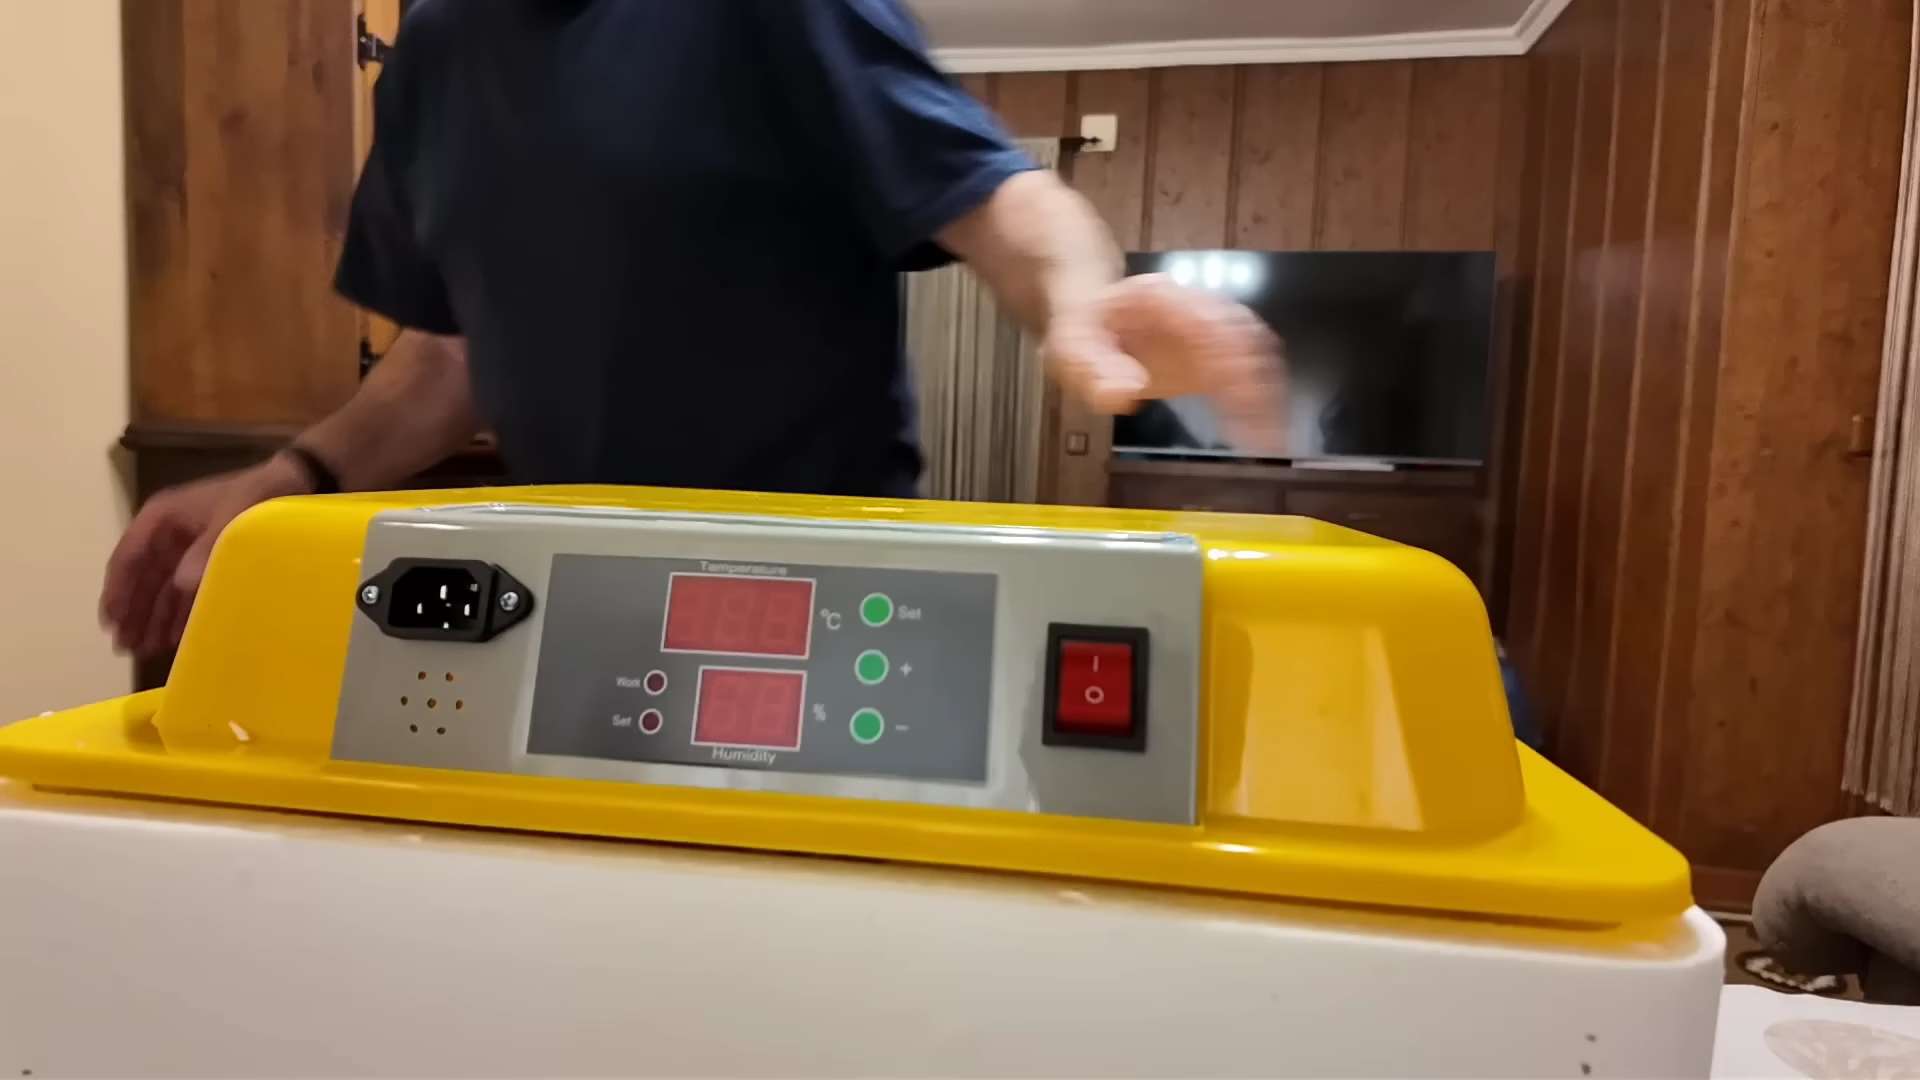 Temperature
°C
Set
Work
+
Set
%
-
Humidity
I
O